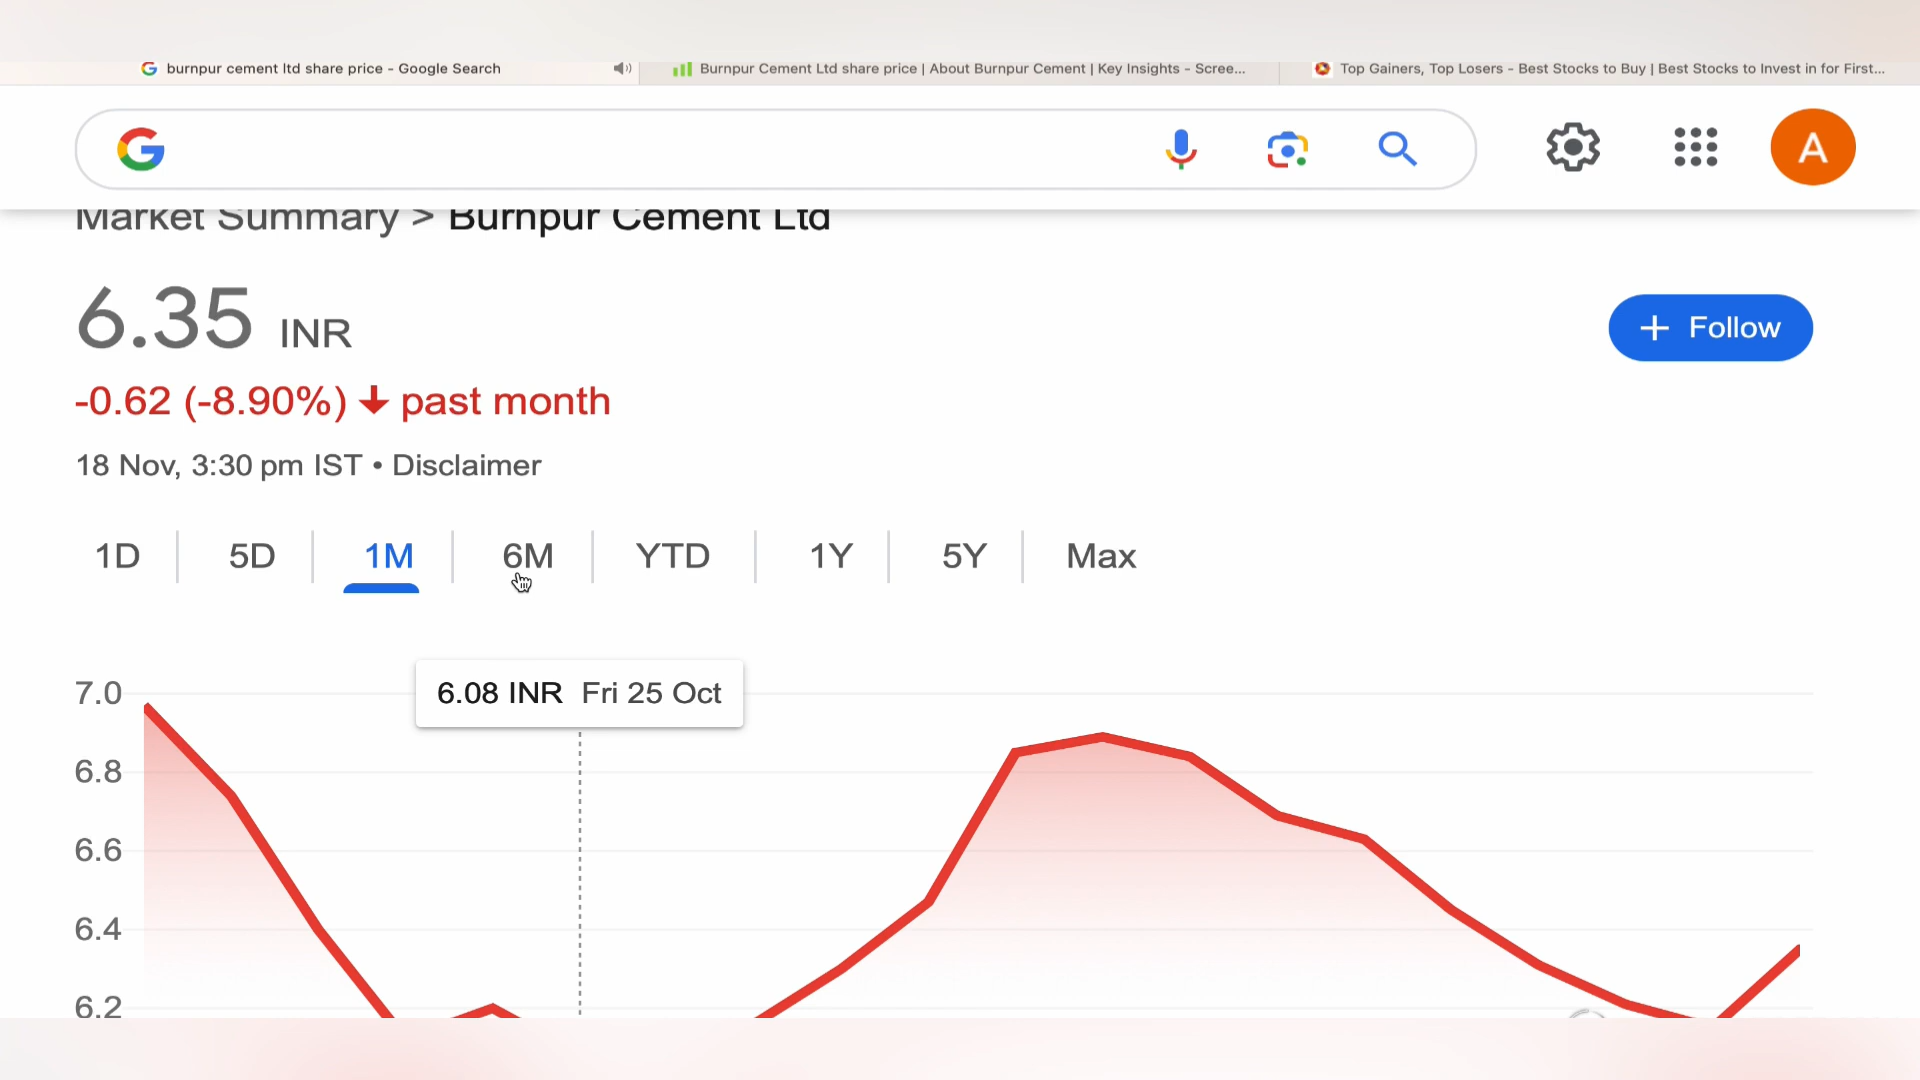 burnpur cement ltd share price - Google Search
Burnpur Cement Ltd share price | About Burnpur Cement | Key Insights - Scree...
Top Gainers, Top Losers - Best Stocks to Buy | Best Stocks to Invest in for First...
A
Market Summary > Burnpur Cement Ltd
6.35 INR
+ Follow
-0.62 (-8.90%) ↓ past month
18 Nov, 3:30 pm IST • Disclaimer
1D 5D 1M 6M YTD 1Y 5Y Max
6.08 INR Fri 25 Oct
7.0
6.8
6.6
6.4
6.2